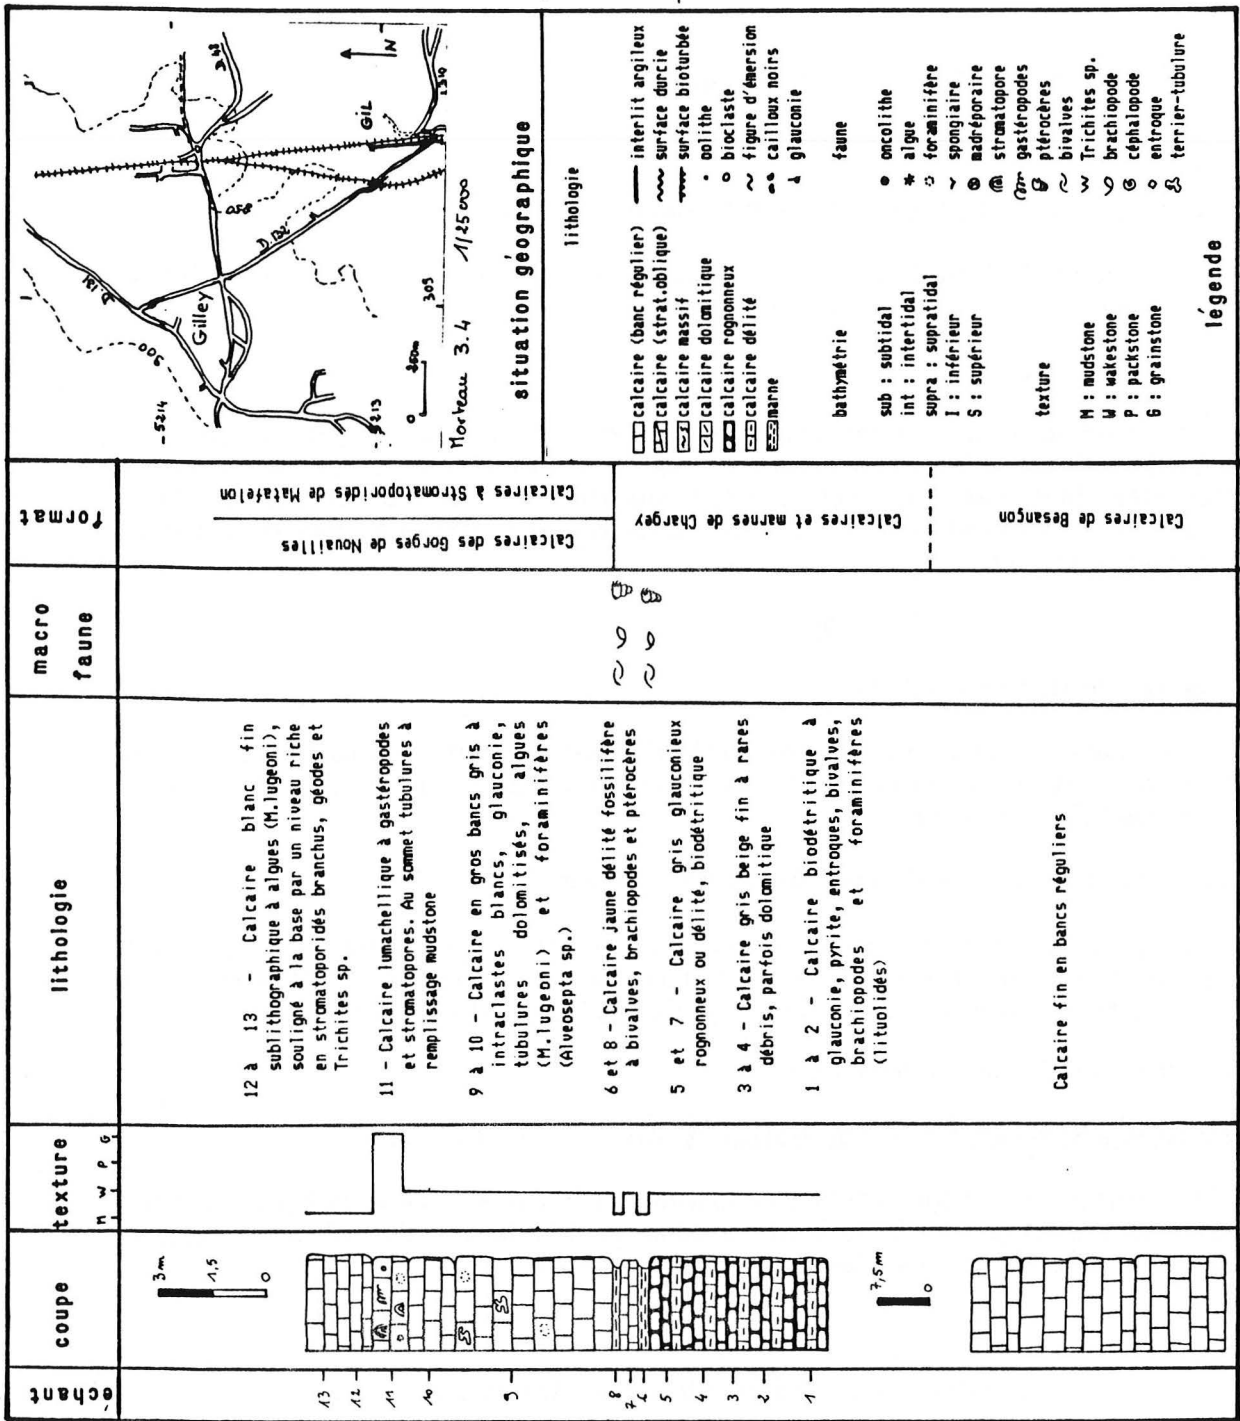 échant
coupe
texture
M W P G
lithologie
macro
faune
format
3m
1,5
0
13
12
11
10
9
8
7
6
5
4
3
2
1
7,5m
0
12 à 13 - Calcaire blanc fin
sublithographique à algues (M.lugeoni),
souligné à la base par un niveau riche
en stromatoporidés branchus, géodes et
Trichites sp.
11 - Calcaire lumachellique à gastéropodes
et stromatopores. Au sommet tubulures à
remplissage mudstone
9 à 10 - Calcaire en gros bancs gris à
intraclastes blancs, glauconie,
tubulures dolomitisés, algues
(M.lugeoni) et foraminifères
(Alveosepta sp.)
6 et 8 - Calcaire jaune délité fossilifère
à bivalves, brachiopodes et ptérocères
5 et 7 - Calcaire gris glauconieux
rognonneux ou délité, biodétritique
3 à 4 - Calcaire gris beige fin à rares
débris, parfois dolomitique
1 à 2 - Calcaire biodétritique à
glauconie, pyrite, entroques, bivalves,
brachiopodes et foraminifères
(lituolidés)
Calcaire fin en bancs réguliers
Calcaires à Stromatoporidés de Matafelon
Calcaires des Gorges de Nouailles
Calcaires et marnes de Chargey
Calcaires de Besançon
-5214
900
D.131
Gilley
058
D.132
D.48
N
GIL
-5213
0 250m
305
Morteau 3.4 1/25000
situation géographique
lithologie
calcaire (banc régulier)
calcaire (strat.oblique)
calcaire massif
calcaire dolomitique
calcaire rognonneux
calcaire délité
marne
interlit argileux
surface durcie
surface bioturbée
oolithe
bioclaste
figure d'émersion
cailloux noirs
glauconie
bathymétrie
sub : subtidal
int : intertidal
supra : supratidal
I : inférieur
S : supérieur
texture
M : mudstone
W : wakestone
P : packstone
G : grainstone
faune
oncolithe
algue
foraminifère
spongiaire
madréporaire
stromatopore
gastéropodes
ptérocères
bivalves
Trichites sp.
brachiopode
céphalopode
entroque
terrier-tubulure
légende